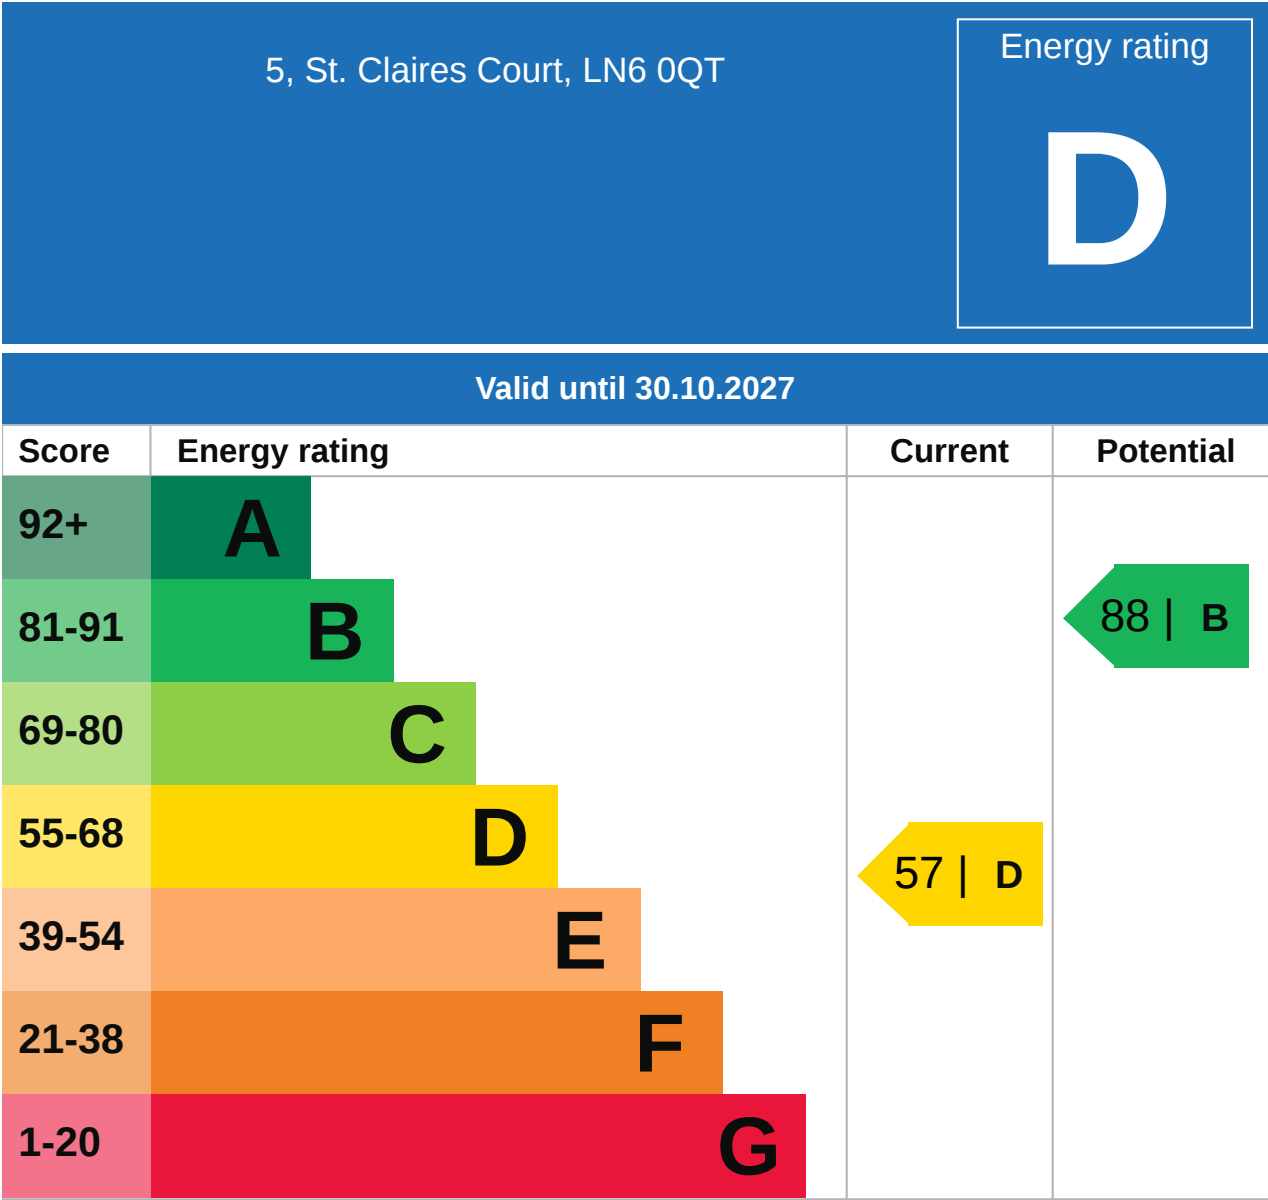 5, St. Claires Court, LN6 0QT
Energy rating
D
Valid until 30.10.2027
Score Energy rating Current Potential
92+ A
81-91 B 88 | B
69-80 C
55-68 D 57 | D
39-54 E
21-38 F
1-20 G